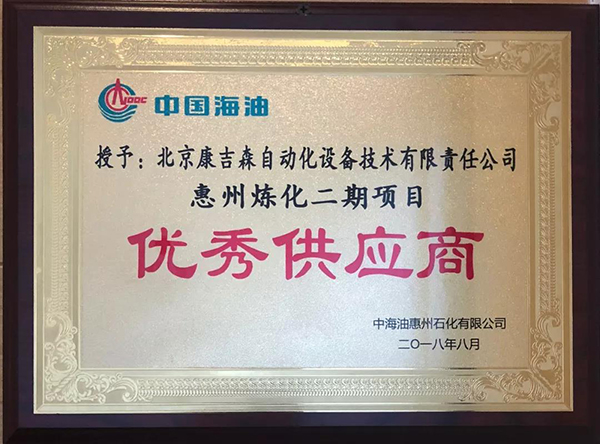 CNOOC 中国海油
授予：北京康吉森自动化设备技术有限责任公司
惠州炼化二期项目
优秀供应商
中海油惠州石化有限公司
二〇一八年八月